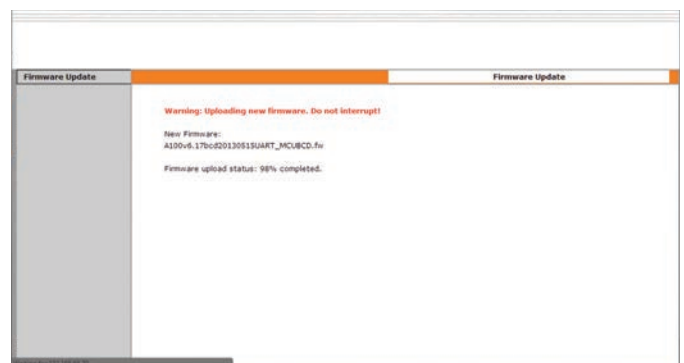 Firmware Update
Firmware Update
Warning: Uploading new firmware. Do not interrupt!
New Firmware:
A100v6.17bcd20130515UART_MCUBCD.fw
Firmware upload status: 98% completed.